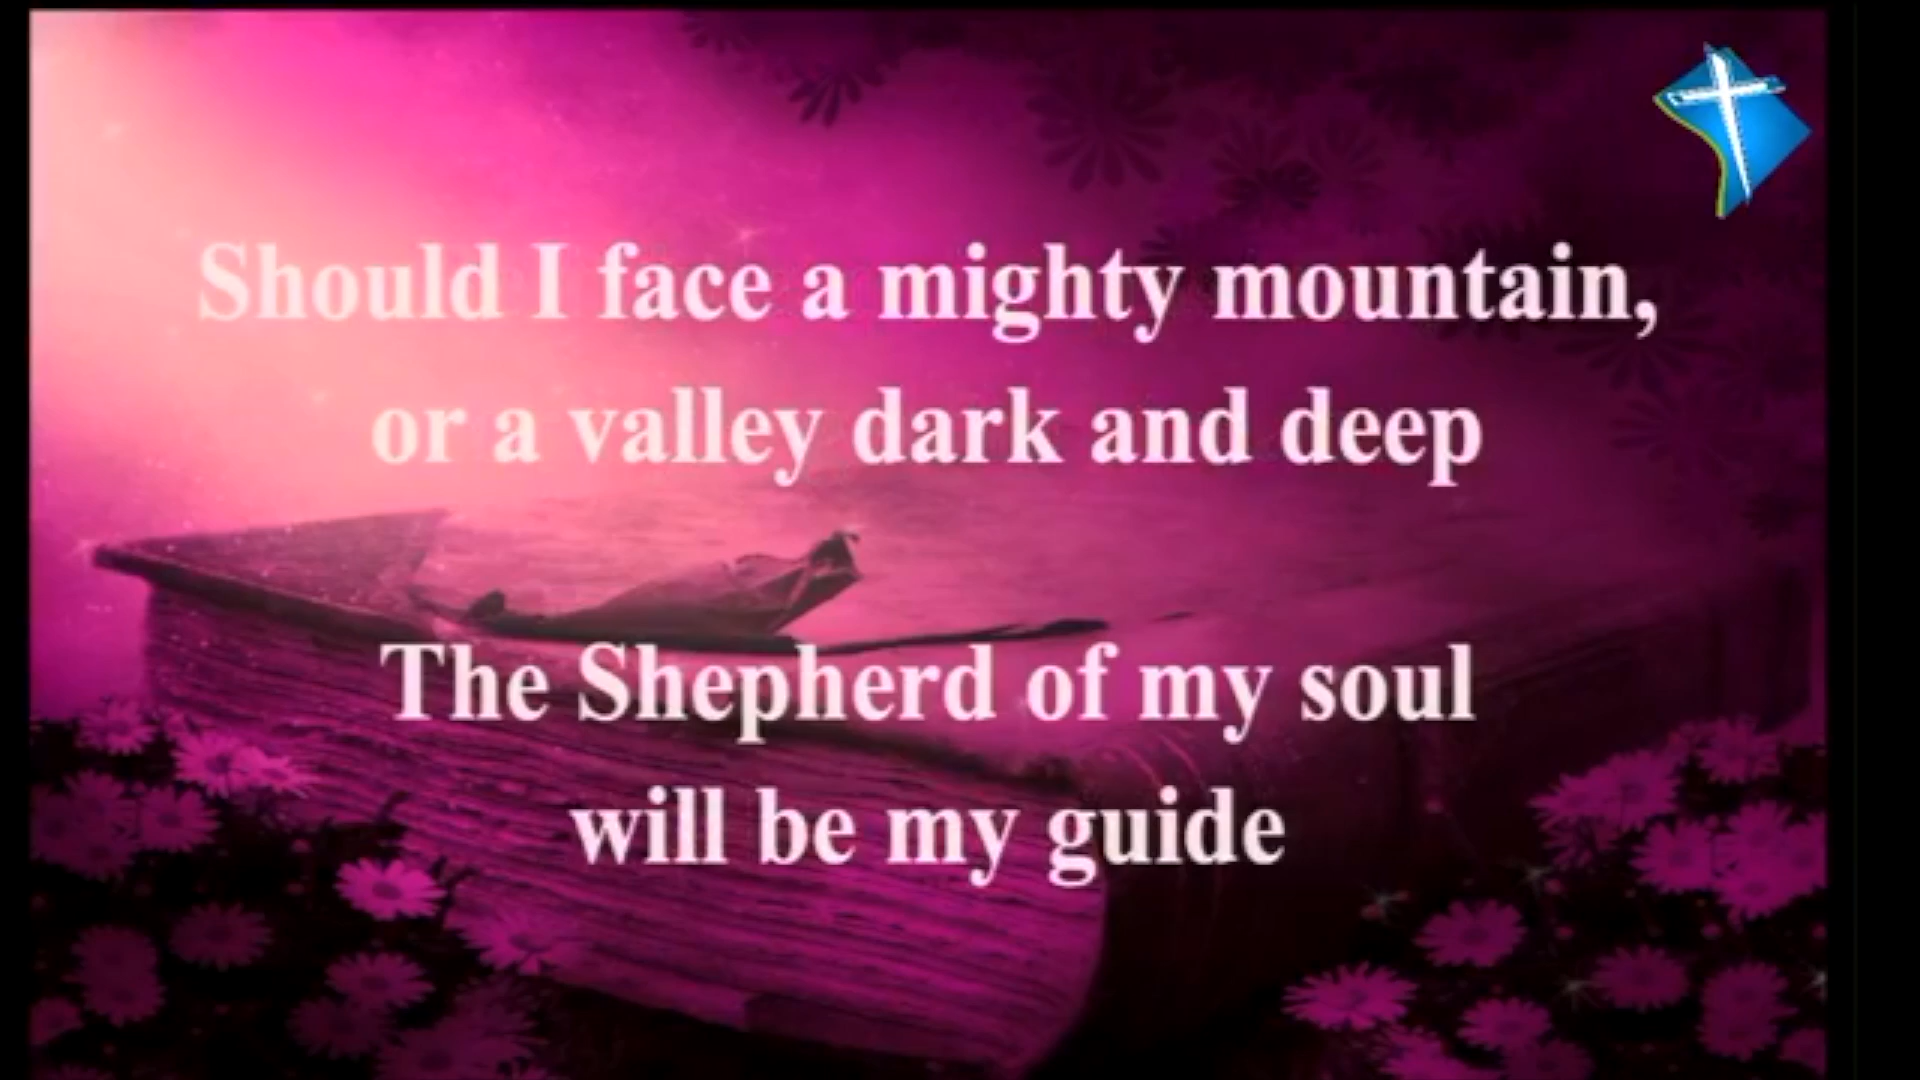 Should I face a mighty mountain,
or a valley dark and deep
The Shepherd of my soul
will be my guide